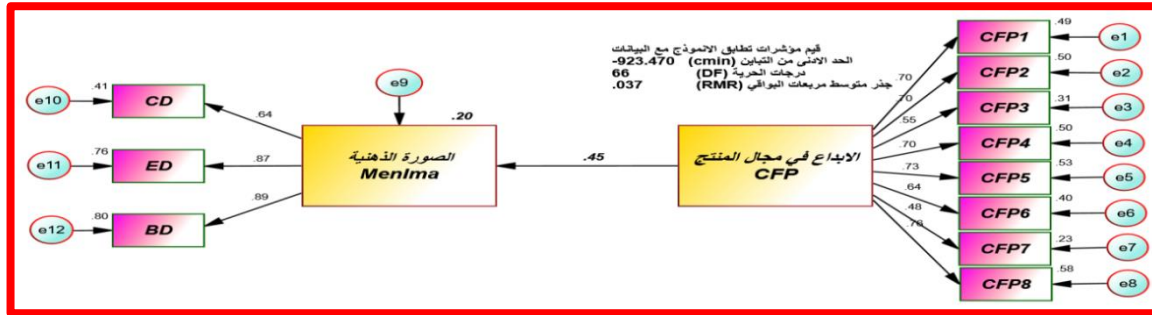 قيم مؤشرات تطابق الانموذج مع البيانات
الحد الادنى من التباين (cmin) 923.470-
درجات الحرية (DF) 66
جذر متوسط مربعات البواقي (RMR) .037
e10
.41
CD
.64
e11
.76
ED
.87
e12
.80
BD
.89
e9
.20
الصورة الذهنية
MenIma
.45
الابداع في مجال المنتج
CFP
.70
CFP1
.49
e1
.70
CFP2
.50
e2
.55
CFP3
.31
e3
.70
CFP4
.50
e4
.73
CFP5
.53
e5
.64
CFP6
.40
e6
.48
CFP7
.23
e7
.76
CFP8
.58
e8